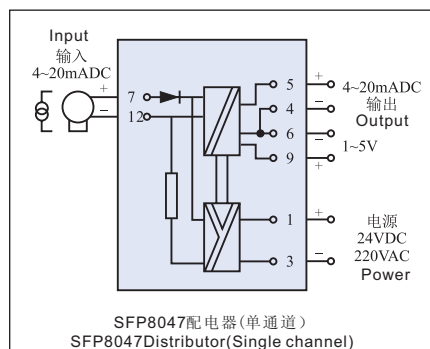 Input
输入
4~20mADC
+
−
7
12
5
4
6
9
1
3
+
−
−
+
4~20mADC
输出
Output
1~5V
+
−
电源
24VDC
220VAC
Power
SFP8047配电器(单通道)
SFP8047Distributor(Single channel)